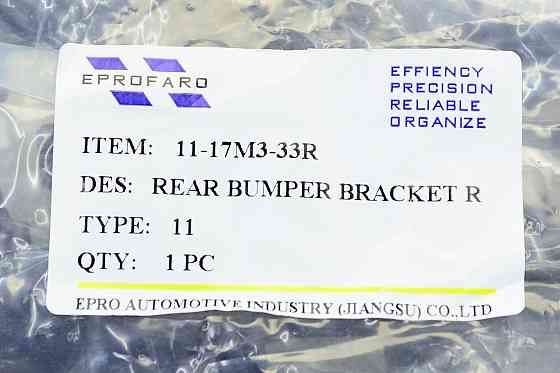 EPROFARO
EFFIENCY
PRECISION
RELIABLE
ORGANIZE
ITEM: 11-17M3-33R
DES: REAR BUMPER BRACKET R
TYPE: 11
QTY: 1 PC
EPRO AUTOMOTIVE INDUSTRY (JIANGSU) CO.,LTD